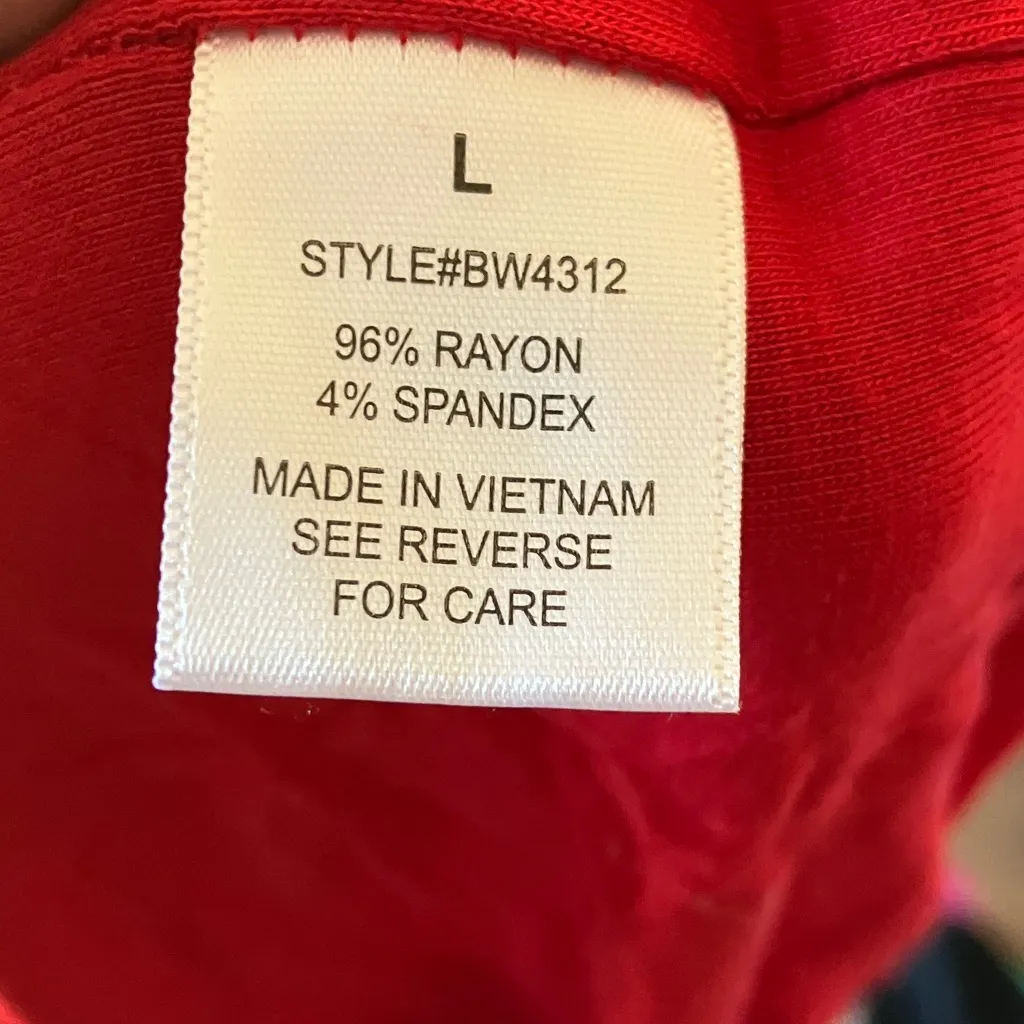 L
STYLE#BW4312
96% RAYON
4% SPANDEX
MADE IN VIETNAM
SEE REVERSE
FOR CARE